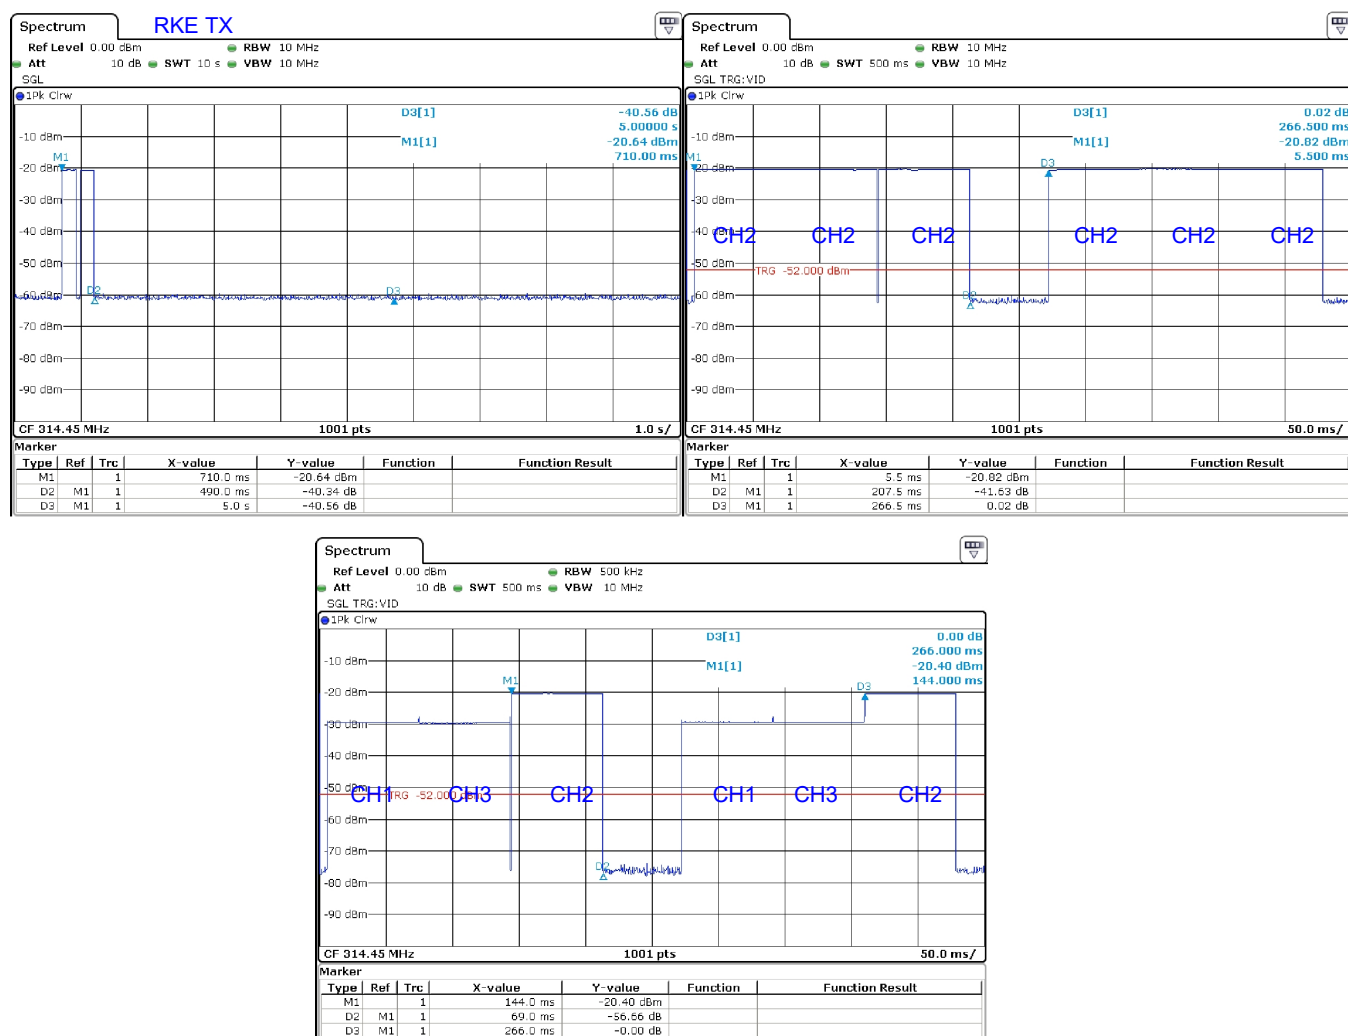 Spectrum RKE TX
Ref Level 0.00 dBm RBW 10 MHz
Att 10 dB SWT 10 s VBW 10 MHz
SGL
1Pk Clrw
D3[1] -40.56 dB
5.00000 s
M1[1] -20.64 dBm
710.00 ms
-10 dBm
M1
-20 dBm
-30 dBm
-40 dBm
-50 dBm
D2 D3
-60 dBm
-70 dBm
-80 dBm
-90 dBm
CF 314.45 MHz 1001 pts 1.0 s/
Marker
Type Ref Trc X-value Y-value Function Function Result
M1 1 710.0 ms -20.64 dBm
D2 M1 1 490.0 ms -40.34 dB
D3 M1 1 5.0 s -40.56 dB
Spectrum
Ref Level 0.00 dBm RBW 10 MHz
Att 10 dB SWT 500 ms VBW 10 MHz
SGL TRG:VID
1Pk Clrw
D3[1] 0.02 dB
266.500 ms
M1[1] -20.82 dBm
5.500 ms
-10 dBm
M1 D3
-20 dBm
-30 dBm
-40 dBm
CH2 CH2 CH2 CH2 CH2 CH2
-50 dBm
TRG -52.000 dBm
-60 dBm D2
-70 dBm
-80 dBm
-90 dBm
CF 314.45 MHz 1001 pts 50.0 ms/
Marker
Type Ref Trc X-value Y-value Function Function Result
M1 1 5.5 ms -20.82 dBm
D2 M1 1 207.5 ms -41.63 dB
D3 M1 1 266.5 ms 0.02 dB
Spectrum
Ref Level 0.00 dBm RBW 500 kHz
Att 10 dB SWT 500 ms VBW 10 MHz
SGL TRG:VID
1Pk Clrw
D3[1] 0.00 dB
266.000 ms
M1[1] -20.40 dBm
144.000 ms
-10 dBm
M1 D3
-20 dBm
-30 dBm
-40 dBm
-50 dBm
CH1 TRG -52.000 dBm CH3 CH2 CH1 CH3 CH2
-60 dBm
-70 dBm
D2
-80 dBm
-90 dBm
CF 314.45 MHz 1001 pts 50.0 ms/
Marker
Type Ref Trc X-value Y-value Function Function Result
M1 1 144.0 ms -20.40 dBm
D2 M1 1 69.0 ms -56.66 dB
D3 M1 1 266.0 ms -0.00 dB